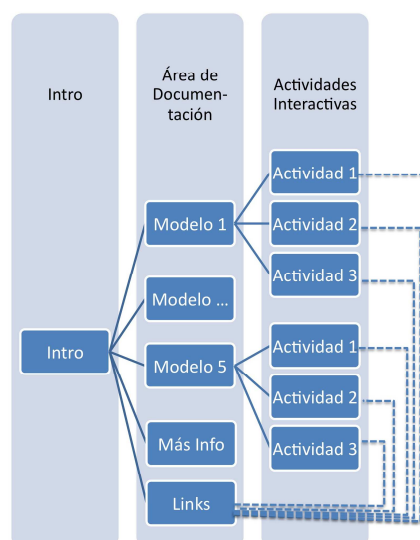 Intro
Área de
Documen-
tación
Actividades
Interactivas
Actividad 1
Actividad 2
Modelo 1
Actividad 3
Modelo ...
Actividad 1
Intro
Modelo 5
Actividad 2
Más Info
Actividad 3
Links